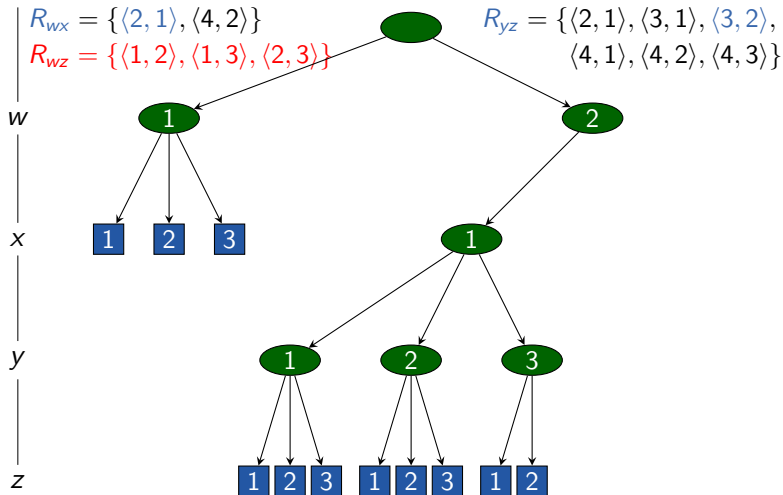 R_wx = {⟨2, 1⟩, ⟨4, 2⟩}
R_yz = {⟨2, 1⟩, ⟨3, 1⟩, ⟨3, 2⟩,
R_wz = {⟨1, 2⟩, ⟨1, 3⟩, ⟨2, 3⟩}
⟨4, 1⟩, ⟨4, 2⟩, ⟨4, 3⟩}
w 1 2
x 1 2 3 1
y 1 2 3
z 1 2 3 1 2 3 1 2